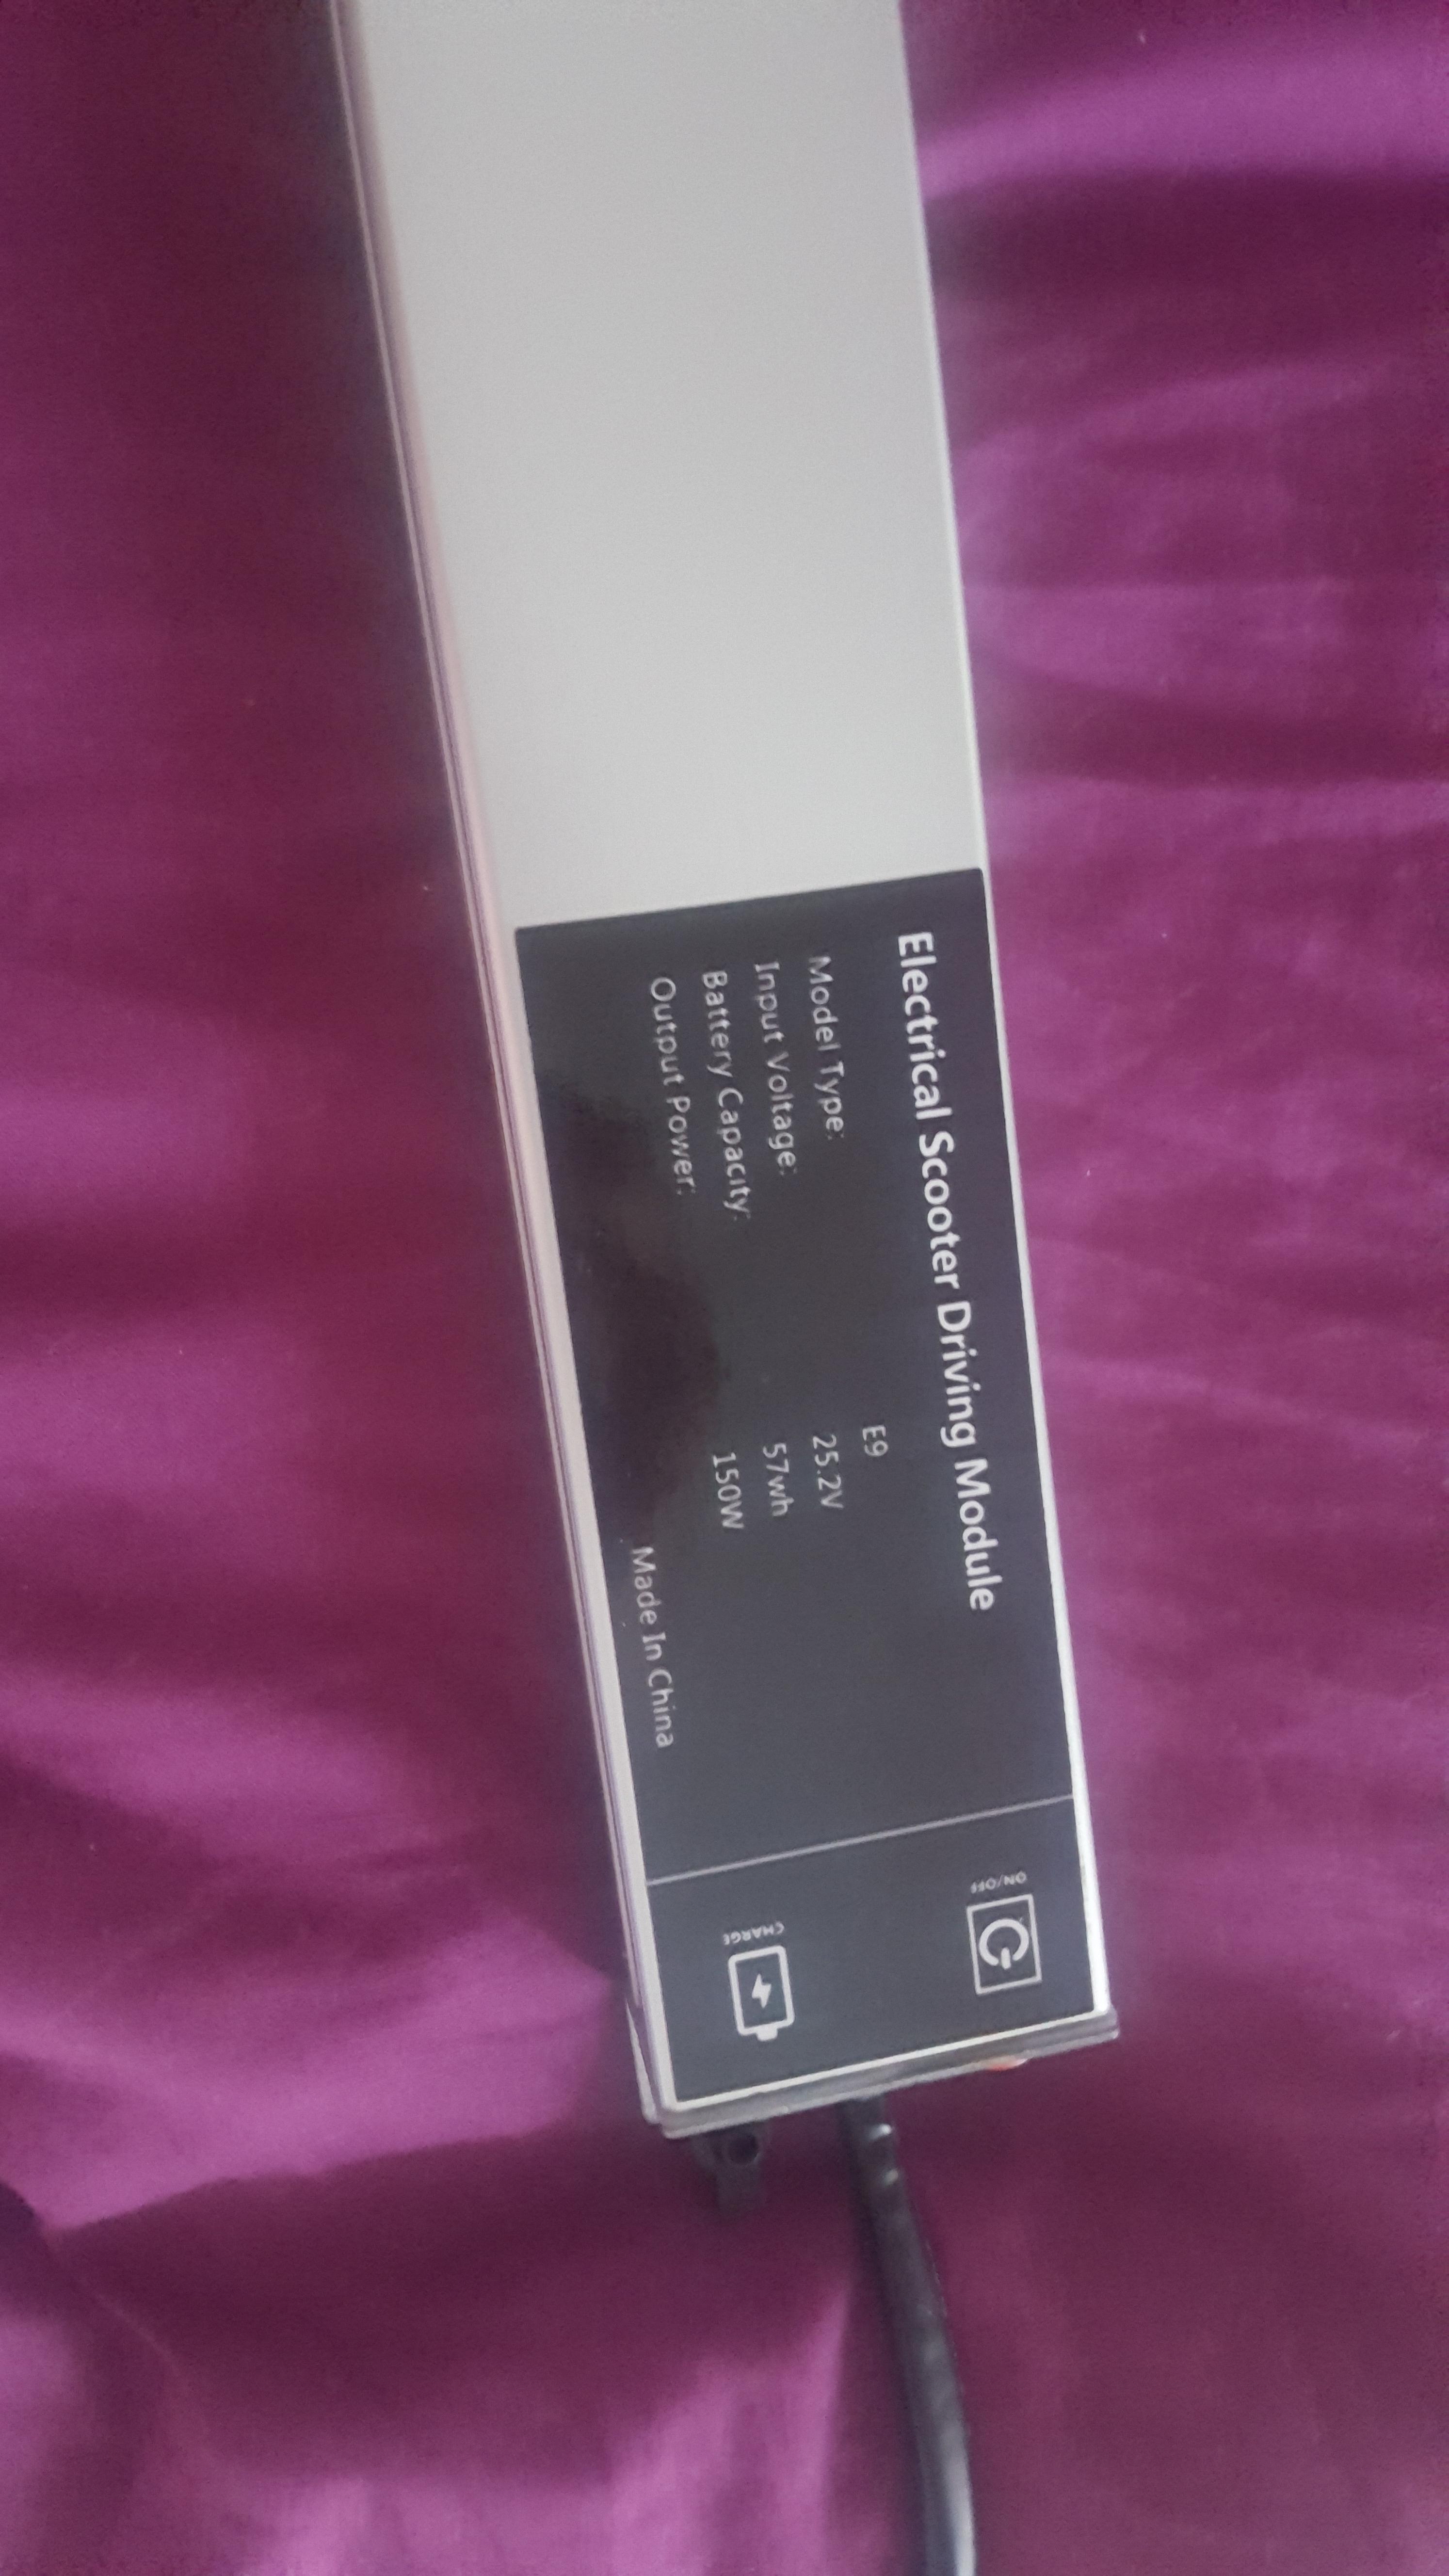 Electrical Scooter Driving Module
Model Type: E9
Input Voltage: 25.2V
Battery Capacity: 57wh
Output Power: 150W
Made In China
ON/OFF
CHARGE